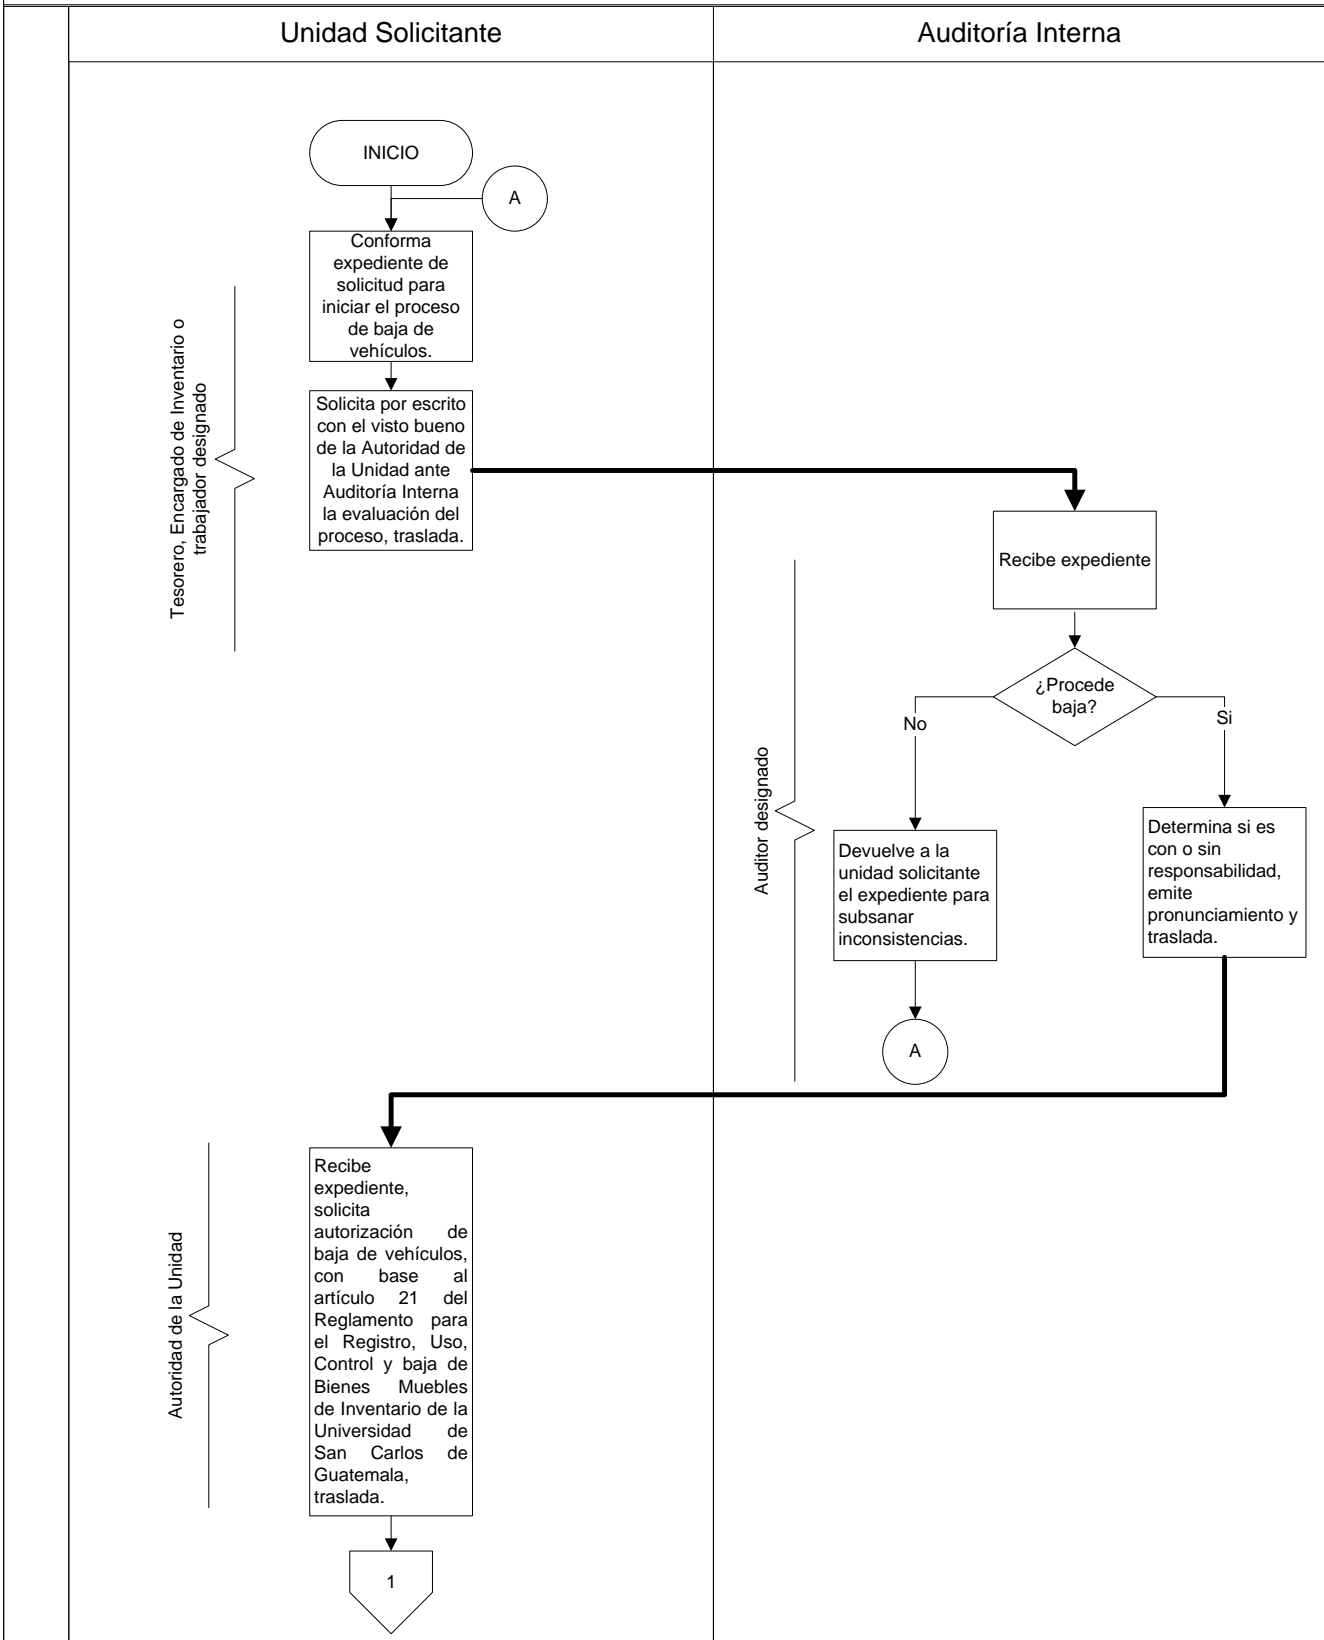 Unidad Solicitante
Auditoría Interna
INICIO
A
Conforma
expediente de
solicitud para
iniciar el proceso
de baja de
vehículos.
Tesorero, Encargado de Inventario o
trabajador designado
Solicita por escrito
con el visto bueno
de la Autoridad de
la Unidad ante
Auditoría Interna
la evaluación del
proceso, traslada.
Recibe expediente
¿Procede
baja?
No
Si
Auditor designado
Devuelve a la
unidad solicitante
el expediente para
subsanar
inconsistencias.
Determina si es
con o sin
responsabilidad,
emite
pronunciamiento y
traslada.
A
Autoridad de la Unidad
Recibe
expediente,
solicita
autorización de
baja de vehículos,
con base al
artículo 21 del
Reglamento para
el Registro, Uso,
Control y baja de
Bienes Muebles
de Inventario de la
Universidad de
San Carlos de
Guatemala,
traslada.
1